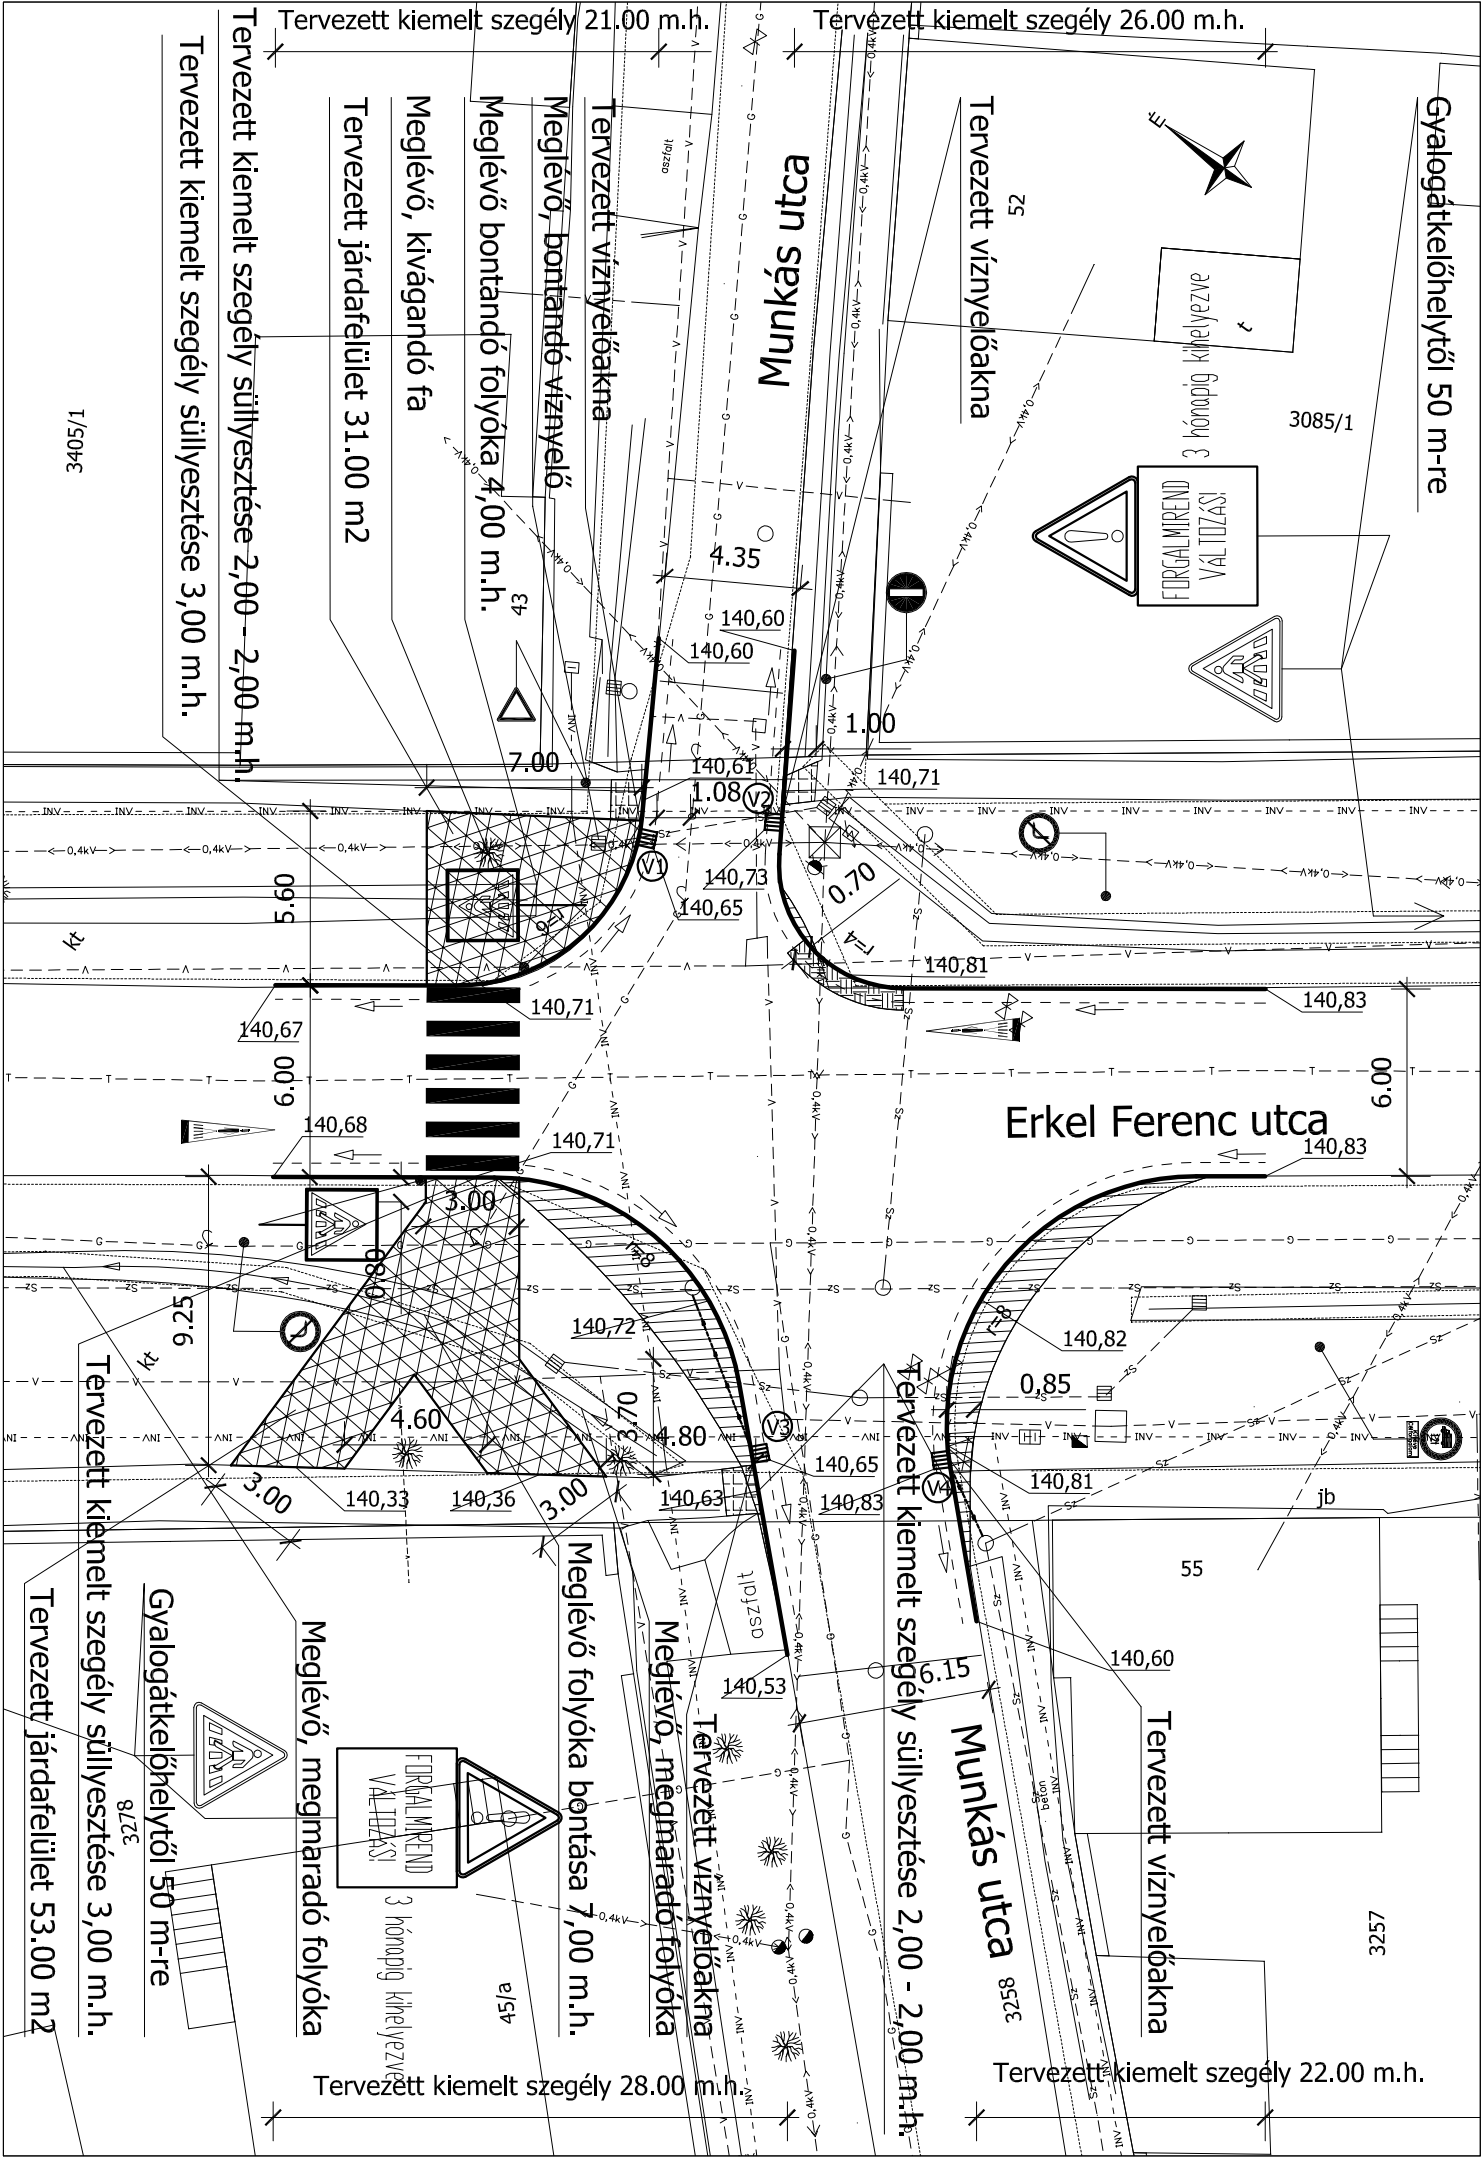 Tervezett kiemelt szegély 21.00 m.h.
Tervezett kiemelt szegély 26.00 m.h.
Gyalogátkelőhelytől 50 m-re
Tervezett víznyelőakna
52
3 hónapig kihelyezve
t
3085/1
É
FORGALMIREND
VÁLTOZÁS!
Munkás utca
aszfalt
Tervezett víznyelőakna
Meglévő, bontandó víznyelő
Meglévő bontandó folyóka 4,00 m.h.
Meglévő, kivágandó fa
Tervezett járdafelület 31.00 m2
Tervezett kiemelt szegély süllyesztése 2,00 - 2,00 m.h.
Tervezett kiemelt szegély süllyesztése 3,00 m.h.
3405/1
43
4.35
140,60
140,60
1.00
7.00
140,61
140,71
1.08
V2
V1
140,73
140,65
0.70
r=4
r=6
5.60
kt
140,81
140,83
140,71
140,67
6.00
6.00
Erkel Ferenc utca
140,68
140,71
140,83
3.00
0.89
r=8
r=8
140,72
140,82
9.25
kt
0,85
4.60
3.70
4.80
V3
V4
140,65
140,81
3.00
140,33
140,36
3.00
140,63
140,83
jb
55
aszfalt
140,53
6.15
140,60
beton
Tervezett kiemelt szegély süllyesztése 2,00 - 2,00 m.h.
Munkás utca
3258
Tervezett víznyelőakna
3257
Tervezett víznyelőakna
Meglévő, megmaradó folyóka
Meglévő folyóka bontása 7,00 m.h.
45/a
3 hónapig kihelyezve
FORGALMIREND
VÁLTOZÁS!
Meglévő, megmaradó folyóka
Gyalogátkelőhelytől 50 m-re
3278
Tervezett kiemelt szegély süllyesztése 3,00 m.h.
Tervezett járdafelület 53.00 m2
Tervezett kiemelt szegély 28.00 m.h.
Tervezett kiemelt szegély 22.00 m.h.